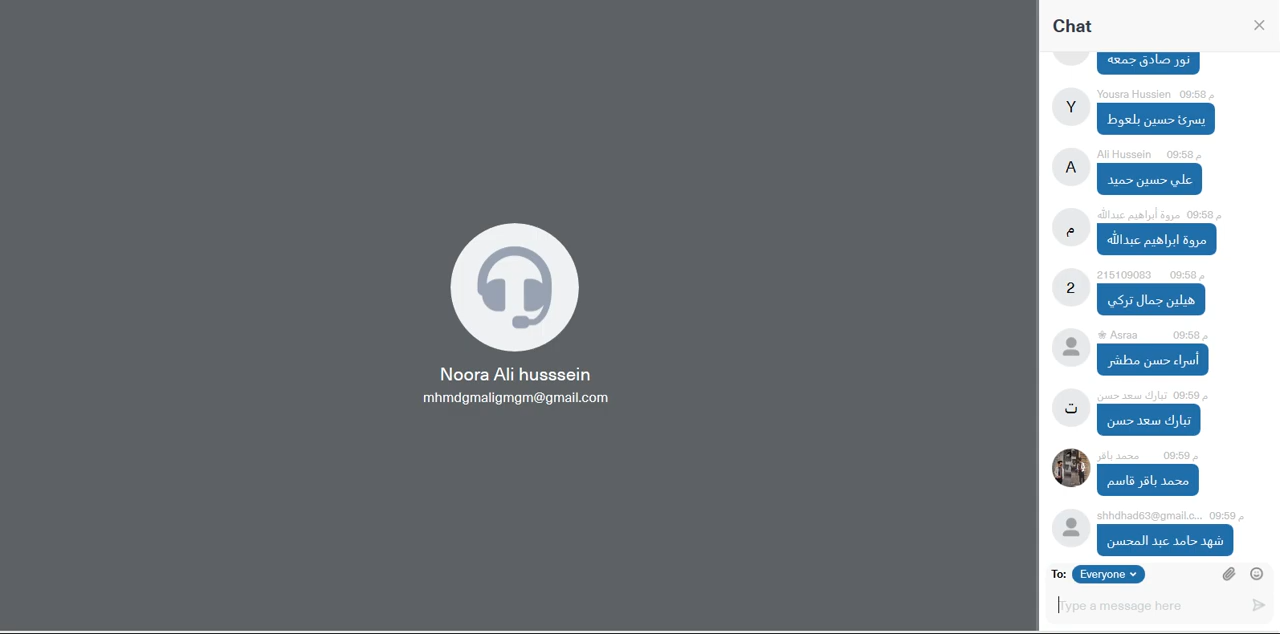 Chat
نور صادق جمعه
Y
Yousra Hussien 09:58 م
يسرئ حسين بلعوط
A
Ali Hussein 09:58 م
علي حسين حميد
م
مروة أبراهيم عبدالله 09:58 م
مروة ابراهيم عبدالله
2
215109083 09:58 م
هيلين جمال تركي
❀ Asraa 09:58 م
أسراء حسن مطشر
ت
تبارك سعد حسن 09:59 م
تبارك سعد حسن
محمد باقر 09:59 م
محمد باقر قاسم
shhdhad63@gmail.c... 09:59 م
شهد حامد عبد المحسن
To: Everyone
Type a message here
Noora Ali husssein
mhmdgmaligmgm@gmail.com